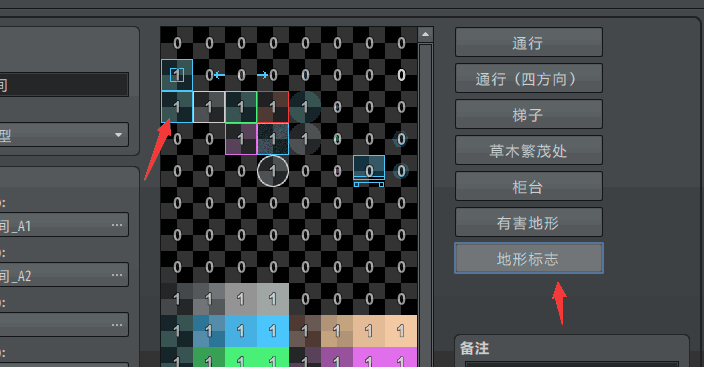 间
型
间_A1 ...
间_A2 ...
...
...
0 0 0 0 0 0 0 0
1 0 0 0 0 0 0 0
1 1 1 1 1 0 0 0
0 0 1 1 1 0 0 0
0 0 0 1 0 0 0 0
0 0 0 0 0 0 0 0
0 0 0 0 0 0 0 0
0 0 0 0 0 0 0 0
1 1 1 1 0 0 0 0
1 1 1 1 1 1 1 1
1 1 1 1 1 1 1 1
通行
通行（四方向）
梯子
草木繁茂处
柜台
有害地形
地形标志
备注